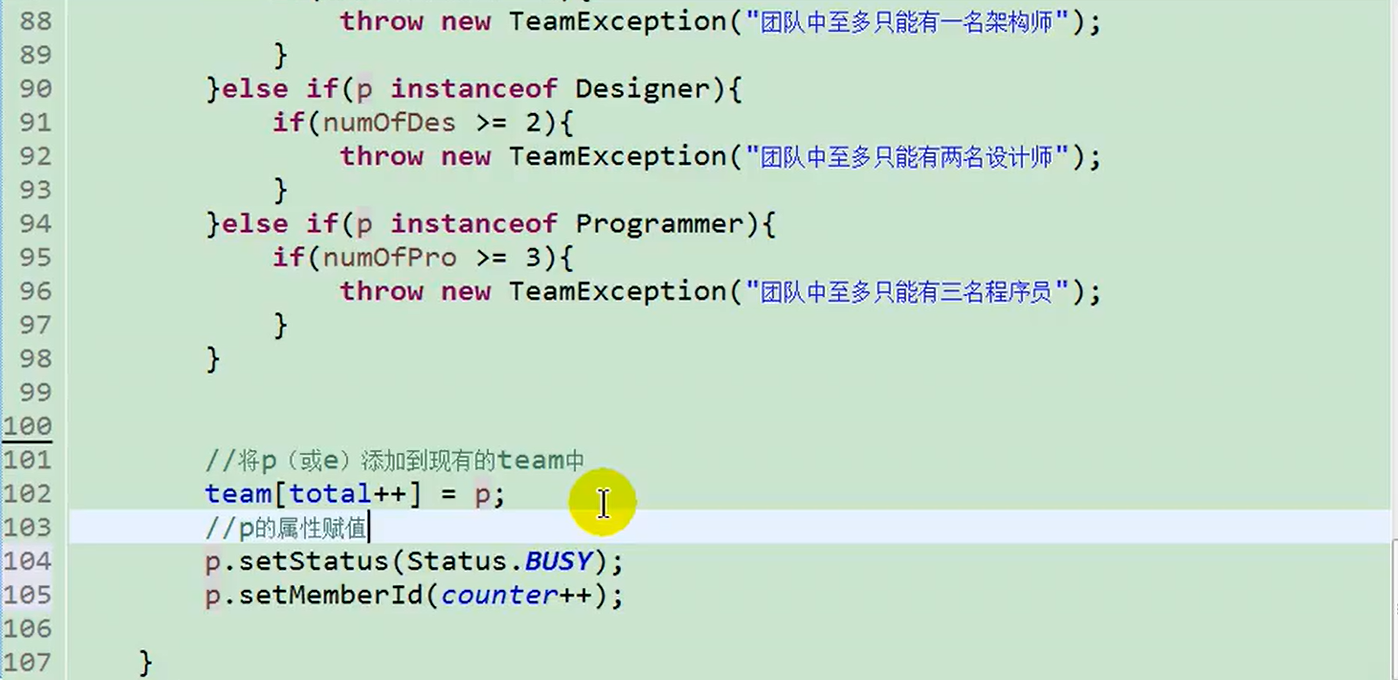 88 throw new TeamException("团队中至多只能有一名架构师");
89 }
90 }else if(p instanceof Designer){
91 if(numOfDes >= 2){
92 throw new TeamException("团队中至多只能有两名设计师");
93 }
94 }else if(p instanceof Programmer){
95 if(numOfPro >= 3){
96 throw new TeamException("团队中至多只能有三名程序员");
97 }
98 }
99
100
101 //将p（或e）添加到现有的team中
102 team[total++] = p;
103 //p的属性赋值
104 p.setStatus(Status.BUSY);
105 p.setMemberId(counter++);
106
107 }